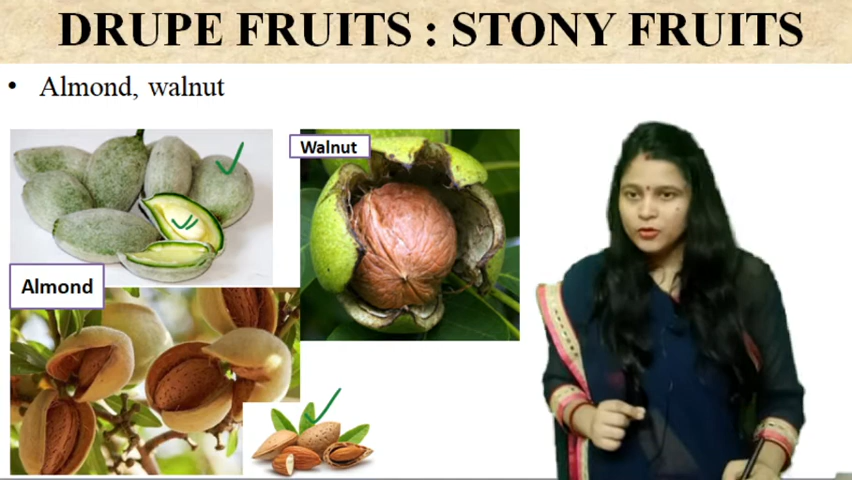 DRUPE FRUITS : STONY FRUITS
• Almond, walnut
Walnut
Almond